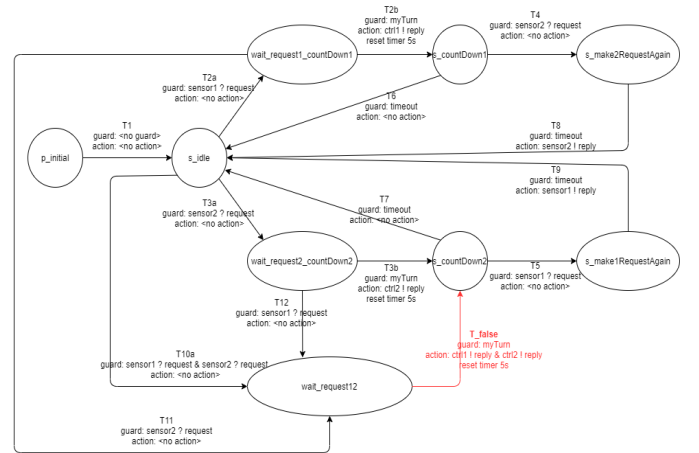 T2b
guard: myTurn
action: ctrl1 ! reply
reset timer 5s
T4
guard: sensor2 ? request
action: <no action>
wait_request1_countDown1
s_countDown1
s_make2RequestAgain
T2a
guard: sensor1 ? request
action: <no action>
T6
guard: timeout
action: <no action>
T1
guard: <no guard>
action: <no action>
T8
guard: timeout
action: sensor2 ! reply
p_initial
s_idle
T9
guard: timeout
action: sensor1 ! reply
T3a
guard: sensor2 ? request
action: <no action>
T7
guard: timeout
action: <no action>
wait_request2_countDown2
s_countDown2
s_make1RequestAgain
T3b
guard: myTurn
action: ctrl2 ! reply
reset timer 5s
T5
guard: sensor1 ? request
action: <no action>
T12
guard: sensor1 ? request
action: <no action>
T_false
guard: myTurn
action: ctrl1 ! reply & ctrl2 ! reply
reset timer 5s
T10a
guard: sensor1 ? request & sensor2 ? request
action: <no action>
wait_request12
T11
guard: sensor2 ? request
action: <no action>